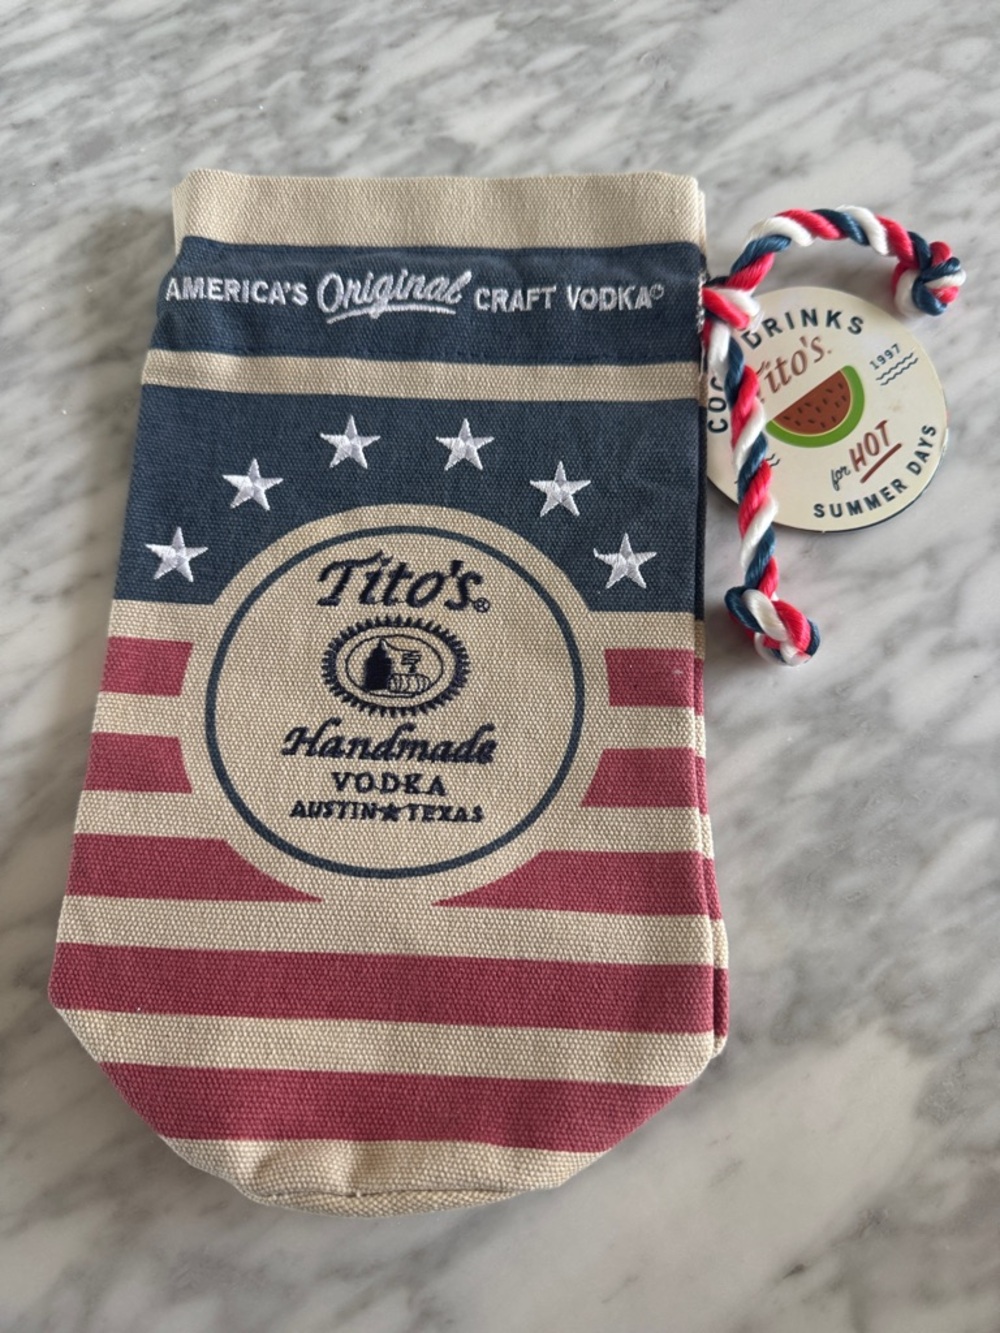 AMERICA'S Original CRAFT VODKA©
Tito's®
Handmade
VODKA
AUSTIN★TEXAS
DRINKS
Tito's
1997
for HOT
SUMMER DAYS